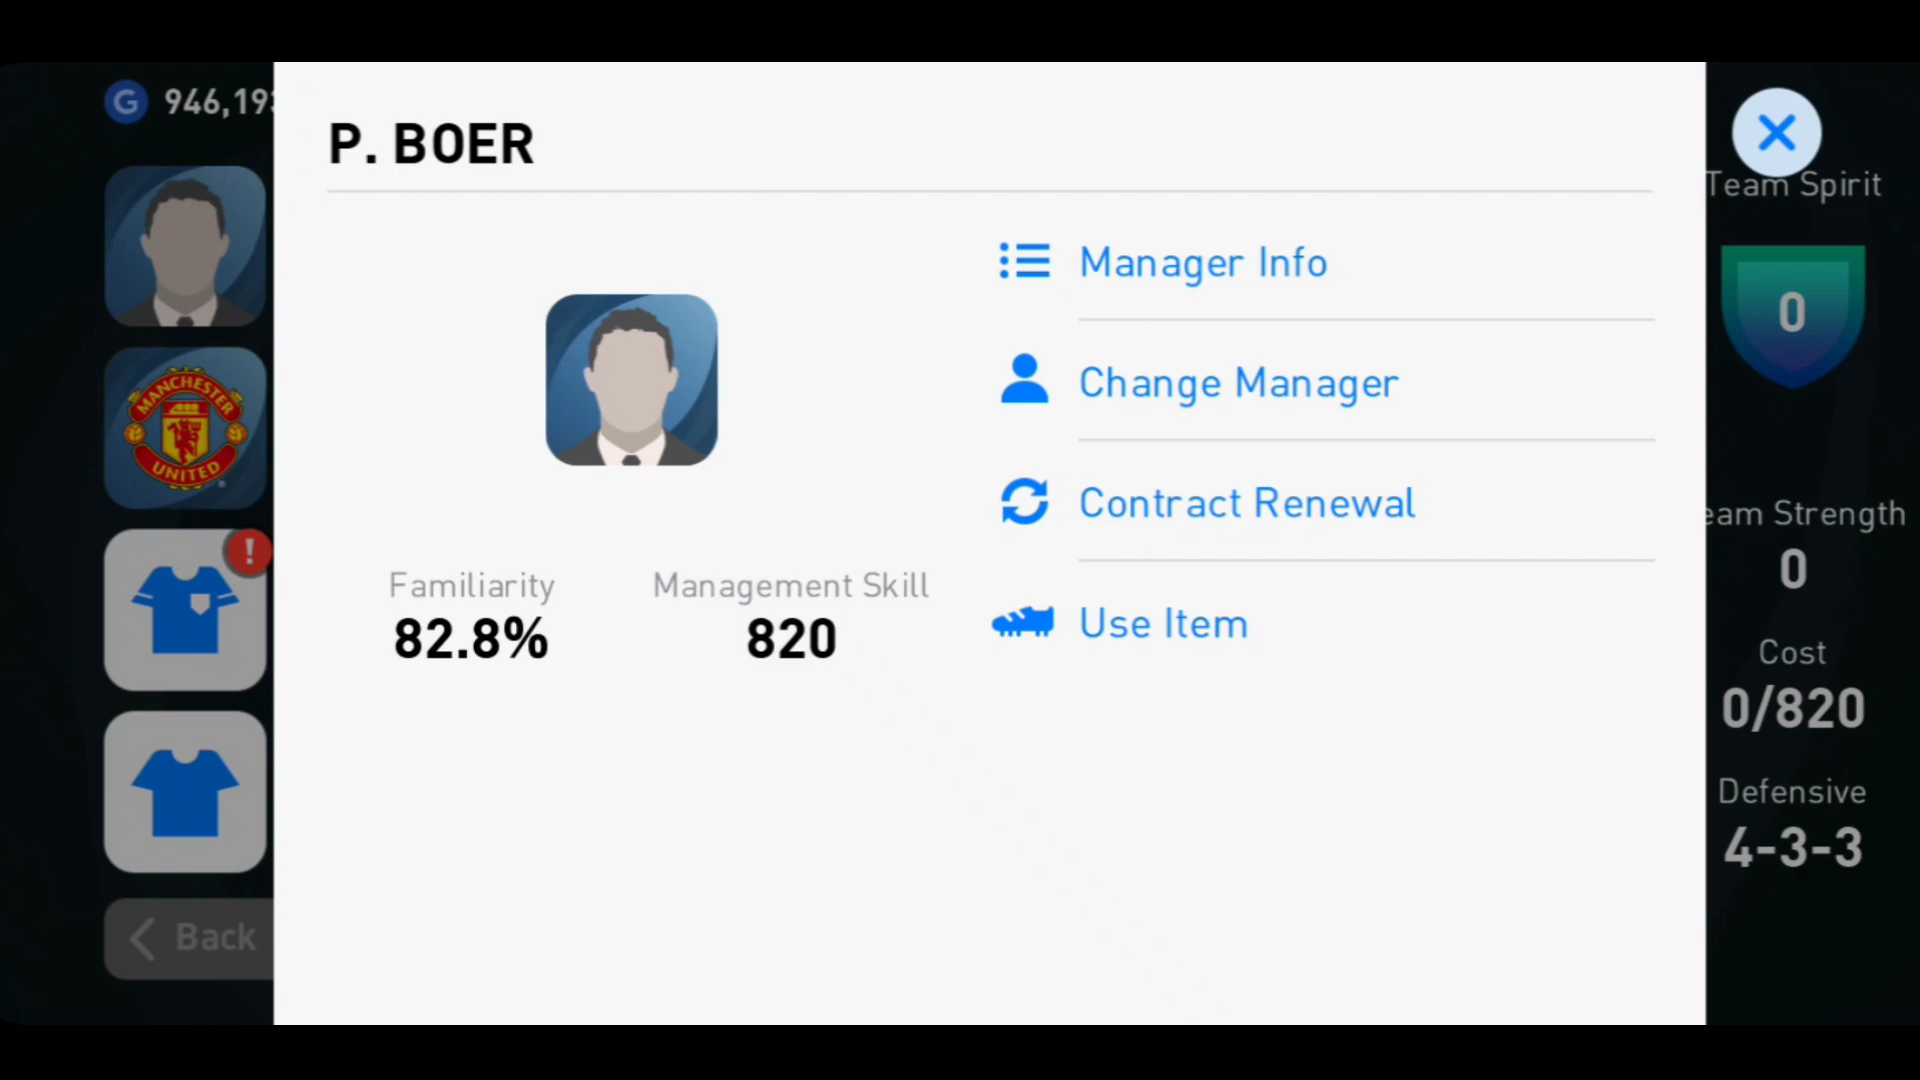 G 946,193
P. BOER
Manager Info
Change Manager
Contract Renewal
Use Item
Familiarity
82.8%
Management Skill
820
MANCHESTER
UNITED
!
Back
Team Spirit
0
eam Strength
0
Cost
0/820
Defensive
4-3-3